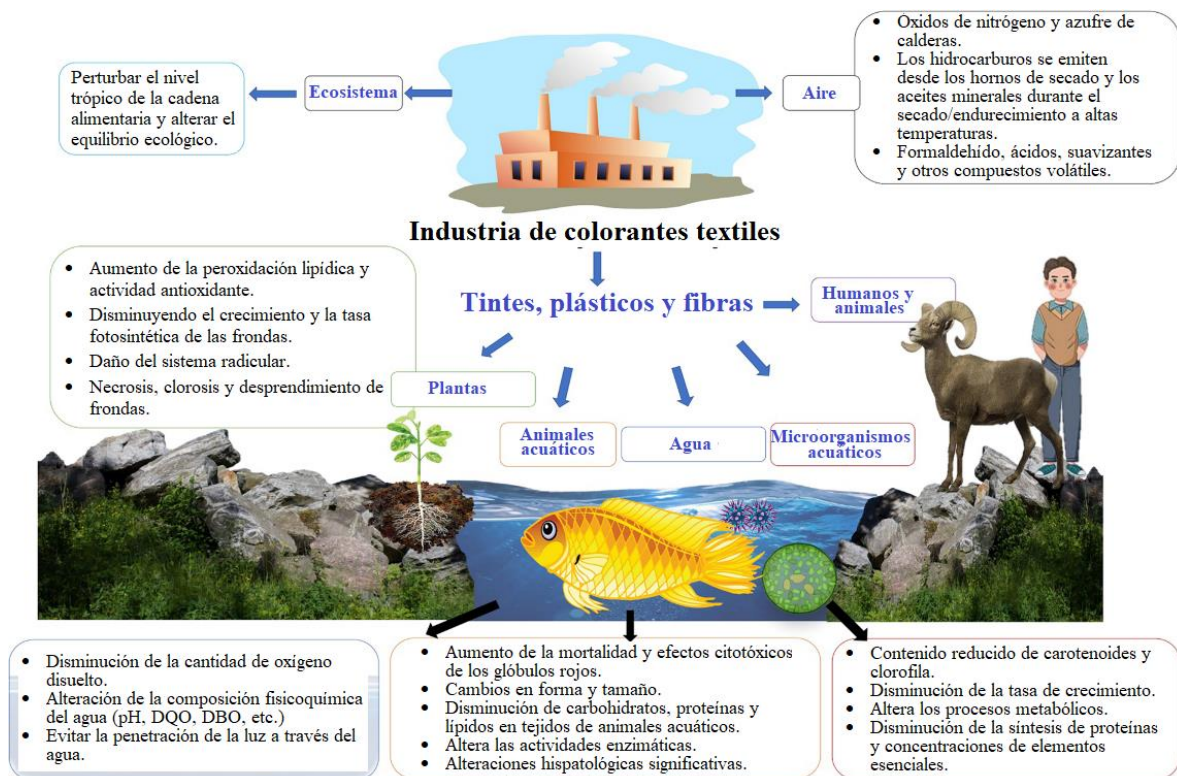 Perturbar el nivel
trópico de la cadena
alimentaria y alterar el
equilibrio ecológico.
Ecosistema
Aire
• Óxidos de nitrógeno y azufre de
calderas.
• Los hidrocarburos se emiten
desde los hornos de secado y los
aceites minerales durante el
secado/endurecimiento a altas
temperaturas.
• Formaldehído, ácidos, suavizantes
y otros compuestos volátiles.
Industria de colorantes textiles
• Aumento de la peroxidación lipídica y
actividad antioxidante.
• Disminuyendo el crecimiento y la tasa
fotosintética de las frondas.
• Daño del sistema radicular.
• Necrosis, clorosis y desprendimiento de
frondas.
Tintes, plásticos y fibras
Humanos y
animales
Plantas
Animales
acuáticos
Agua
Microorganismos
acuáticos
• Disminución de la cantidad de oxígeno
disuelto.
• Alteración de la composición fisicoquímica
del agua (pH, DQO, DBO, etc.)
• Evitar la penetración de la luz a través del
agua.
• Aumento de la mortalidad y efectos citotóxicos
de los glóbulos rojos.
• Cambios en forma y tamaño.
• Disminución de carbohidratos, proteínas y
lípidos en tejidos de animales acuáticos.
• Altera las actividades enzimáticas.
• Alteraciones hispatológicas significativas.
• Contenido reducido de carotenoides y
clorofila.
• Disminución de la tasa de crecimiento.
• Altera los procesos metabólicos.
• Disminución de la síntesis de proteínas
y concentraciones de elementos
esenciales.